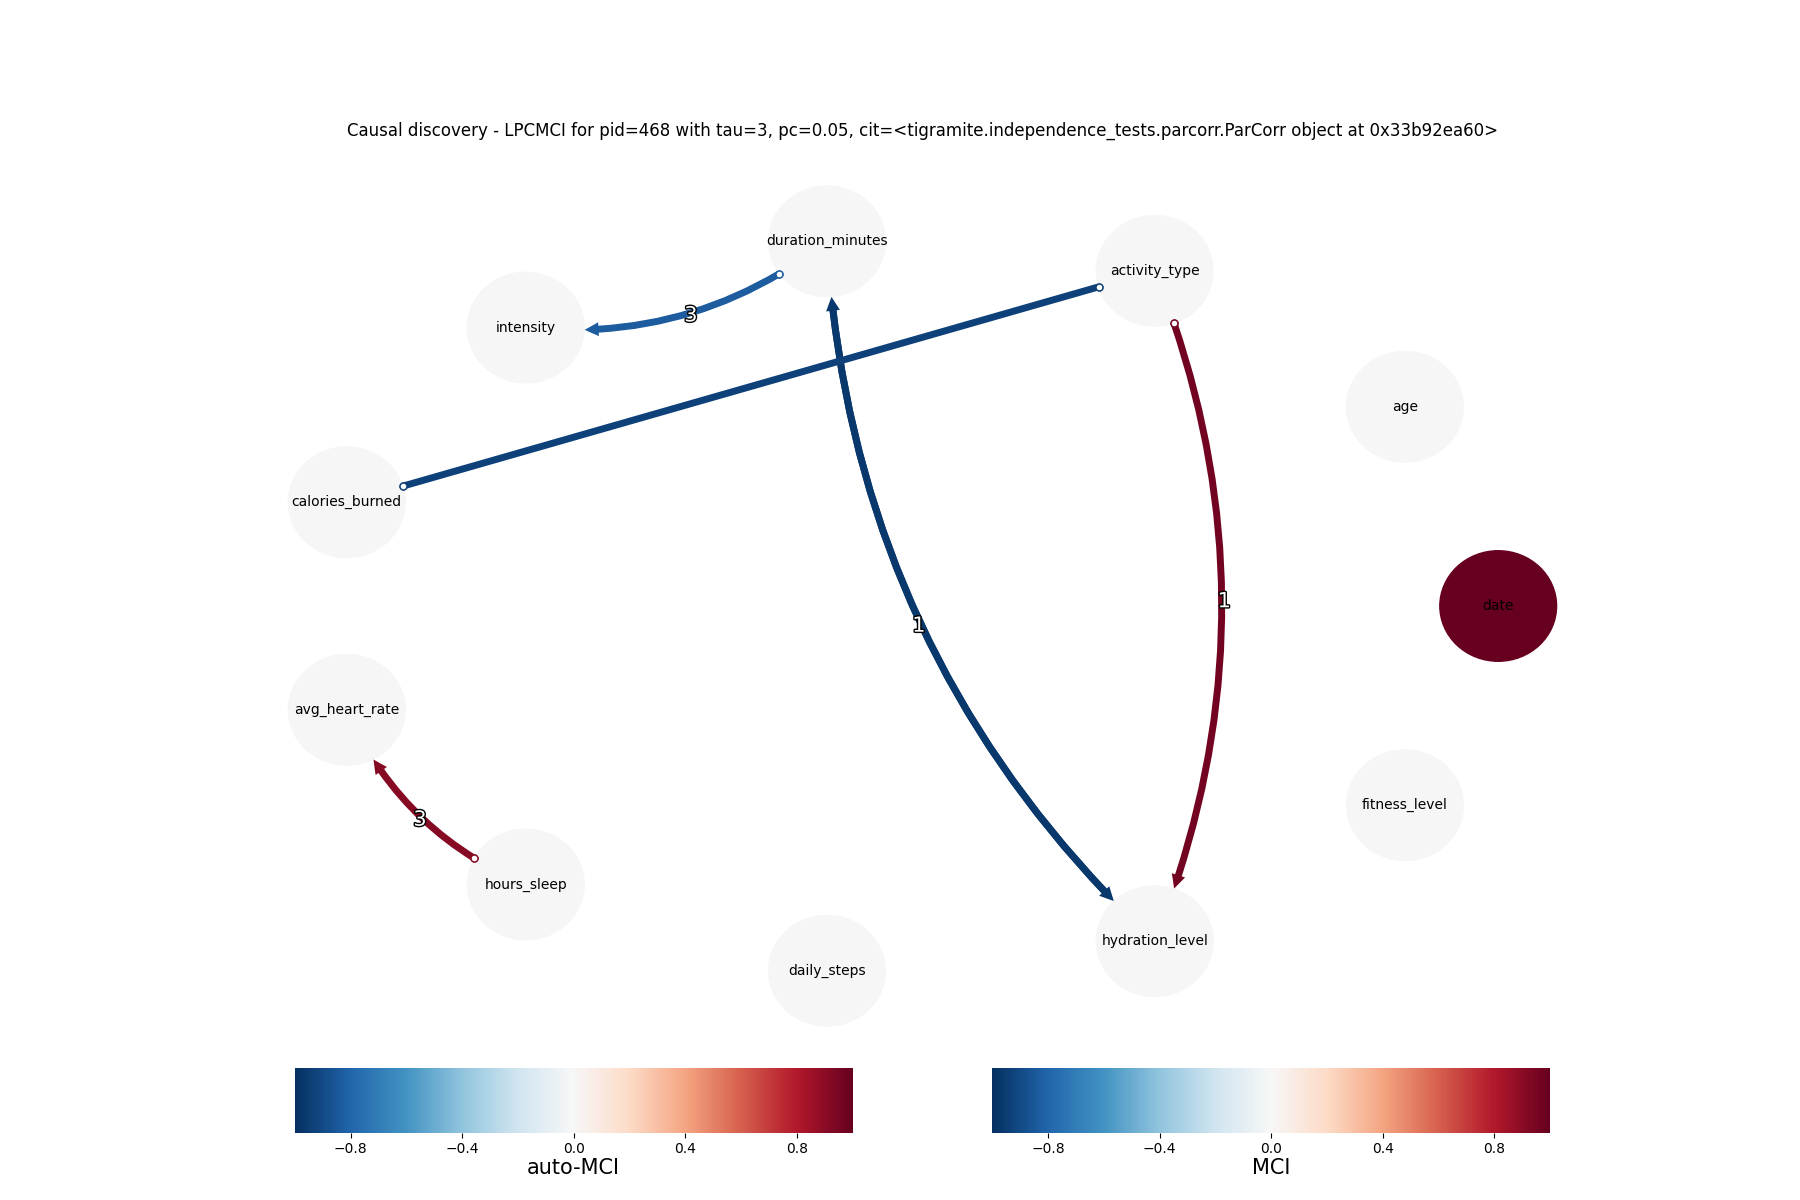 Causal discovery - LPCMCI for pid=468 with tau=3, pc=0.05, cit=<tigramite.independence_tests.parcorr.ParCorr object at 0x33b92ea60>
duration_minutes
activity_type
3
intensity
age
calories_burned
1
date
1
avg_heart_rate
fitness_level
3
hours_sleep
hydration_level
daily_steps
−0.8 −0.4 0.0 0.4 0.8
auto-MCI
−0.8 −0.4 0.0 0.4 0.8
MCI